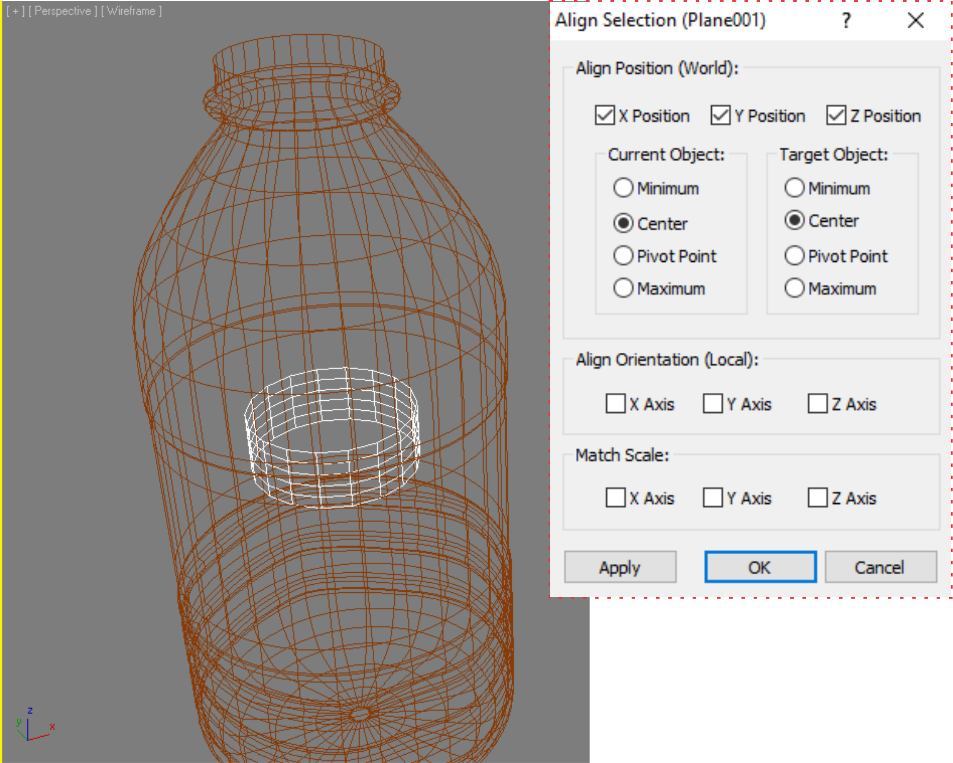 [ + ] [ Perspective ] [ Wireframe ]
Align Selection (Plane001)
?
Align Position (World):
X Position Y Position Z Position
Current Object: Target Object:
Minimum Minimum
Center Center
Pivot Point Pivot Point
Maximum Maximum
Align Orientation (Local):
X Axis Y Axis Z Axis
Match Scale:
X Axis Y Axis Z Axis
Apply OK Cancel
z
y
x